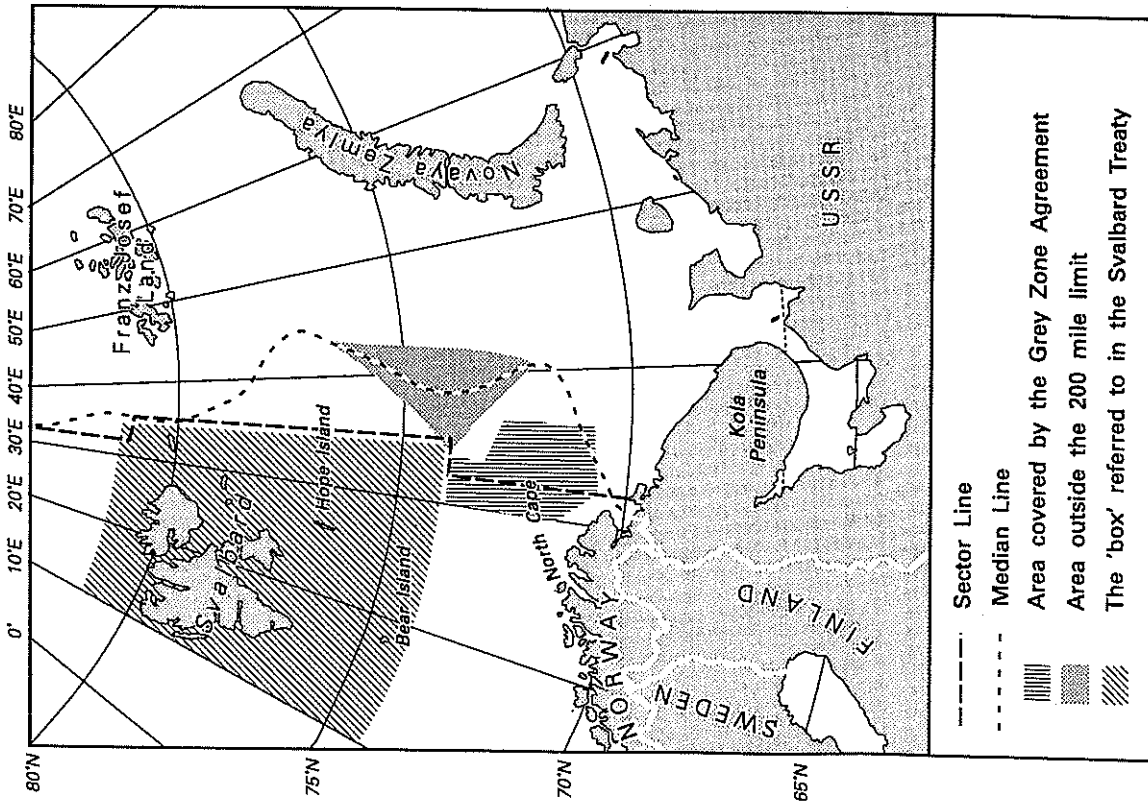 80°N
0°
10°E
20°E
30°E
40°E
50°E
60°E
70°E
80°E
75°N
70°N
65°N
Franz Josef
Land
Novaya Zemlya
Svalbard
Hope Island
Bear Island
North Cape
Kola
Peninsula
NORWAY
SWEDEN
FINLAND
USSR
Sector Line
Median Line
Area covered by the Grey Zone Agreement
Area outside the 200 mile limit
The 'box' referred to in the Svalbard Treaty